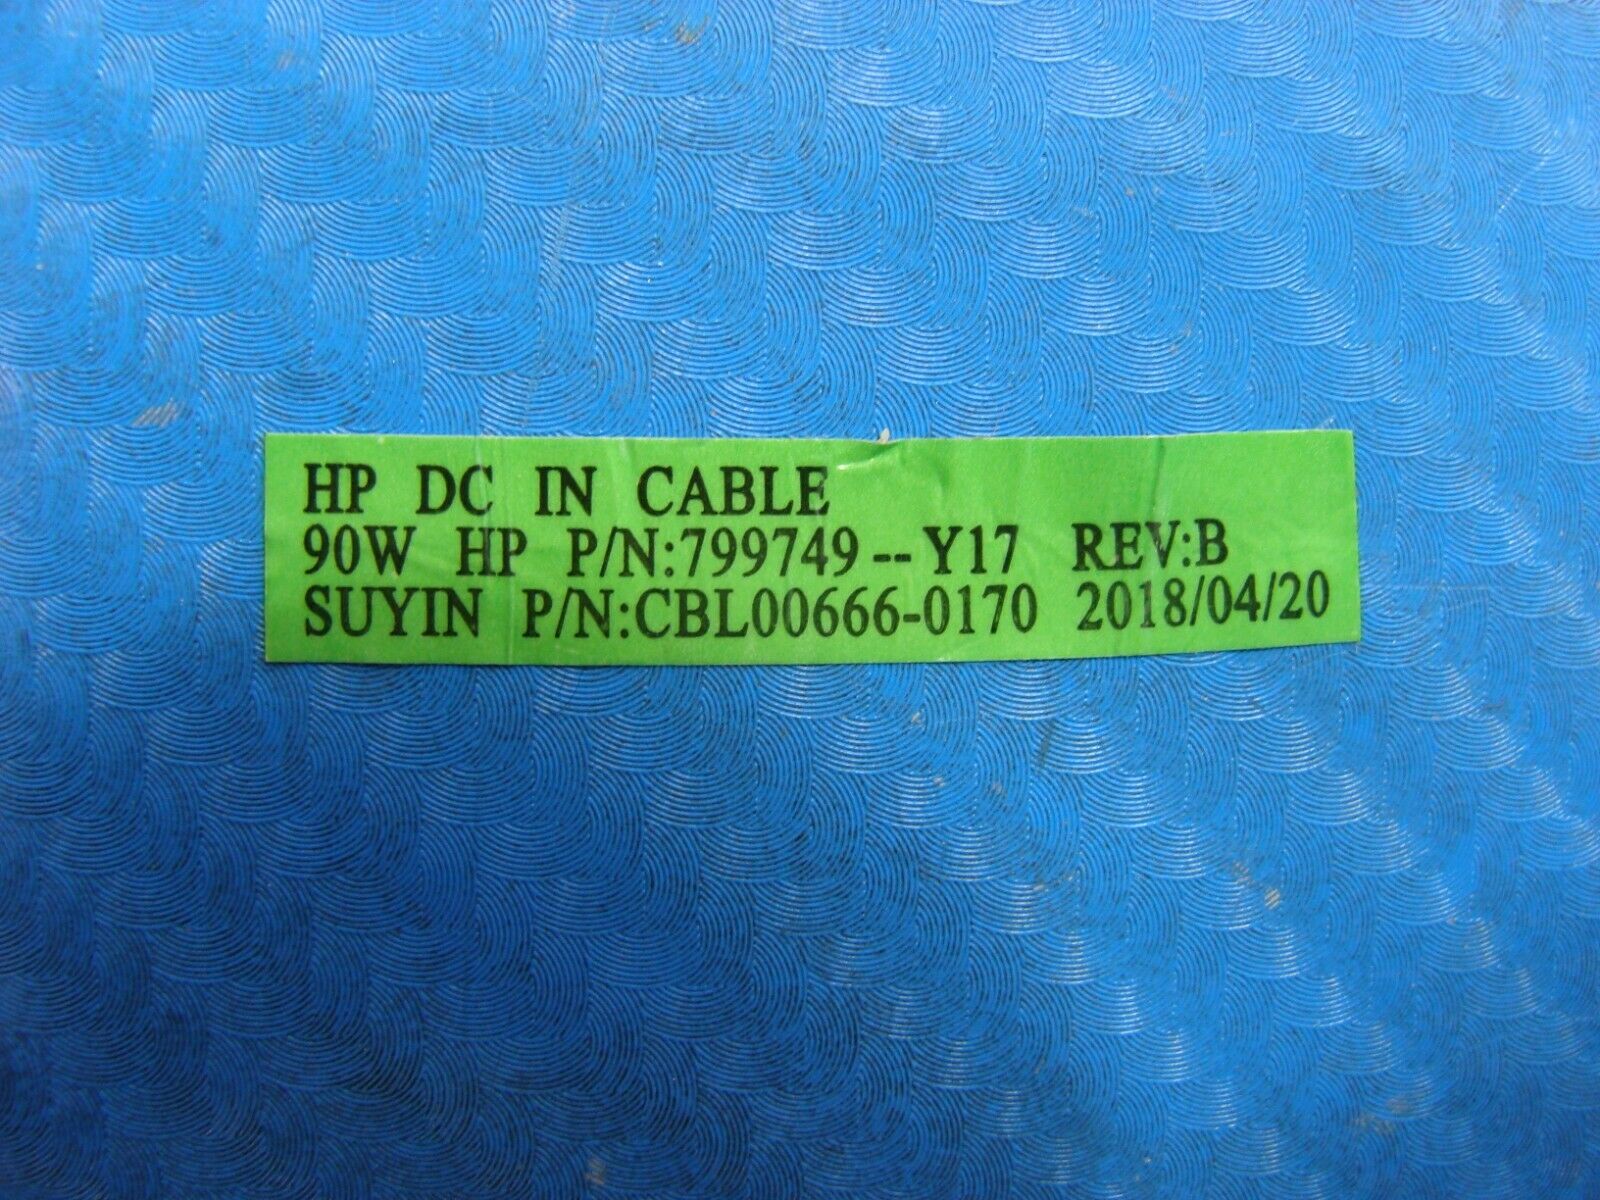 HP DC IN CABLE
90W HP P/N:799749--Y17 REV:B
SUYIN P/N:CBL00666-0170 2018/04/20